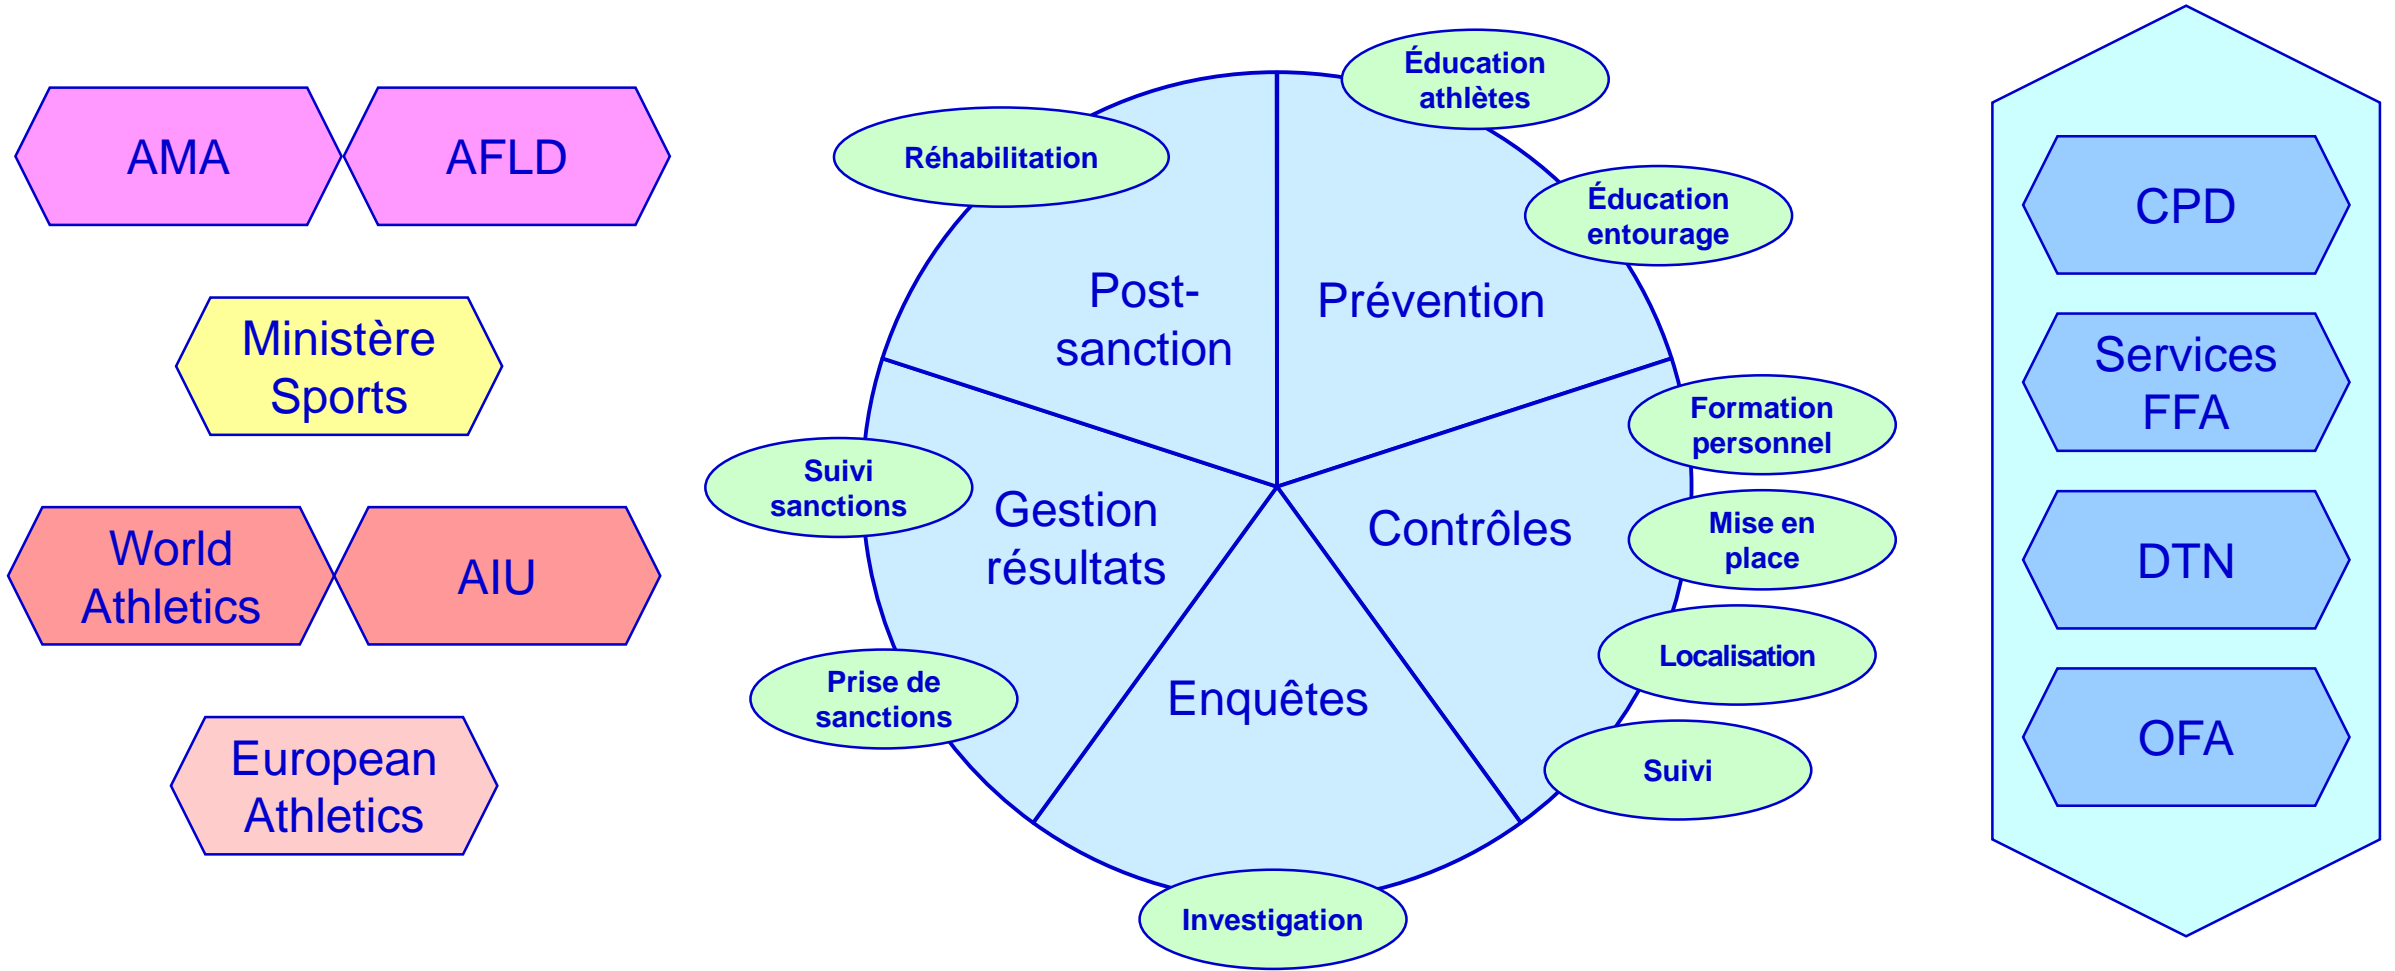 AMA
AFLD
Ministère
Sports
World
Athletics
AIU
European
Athletics
Réhabilitation
Éducation
athlètes
Éducation
entourage
Post-
sanction
Prévention
Formation
personnel
Suivi
sanctions
Gestion
résultats
Contrôles
Mise en
place
Localisation
Prise de
sanctions
Enquêtes
Suivi
Investigation
CPD
Services
FFA
DTN
OFA